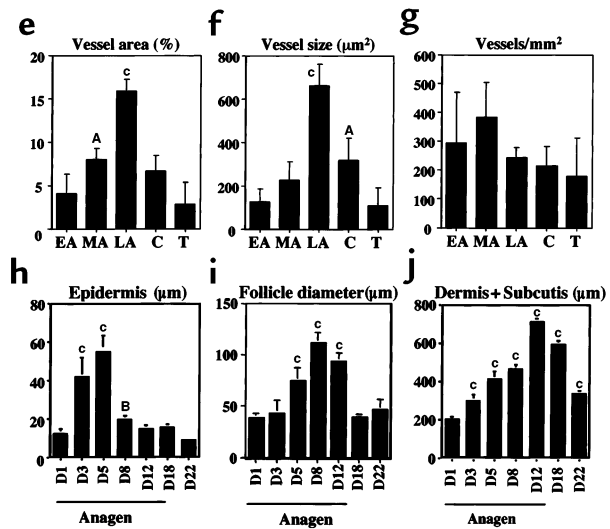 e
Vessel area (%)
20
15
10
5
0
A
C
EA MA LA C T
f
Vessel size (μm²)
800
600
400
200
0
C
A
EA MA LA C T
g
Vessels/mm²
600
500
400
300
200
100
0
EA MA LA C T
h
Epidermis (μm)
80
60
40
20
0
C
C
B
D1 D3 D5 D8 D12 D18 D22
Anagen
i
Follicle diameter(μm)
150
100
50
0
C
C
C
D1 D3 D5 D8 D12 D18 D22
Anagen
j
Dermis+Subcutis (μm)
800
600
400
200
0
C
C
C
C
C
C
D1 D3 D5 D8 D12 D18 D22
Anagen